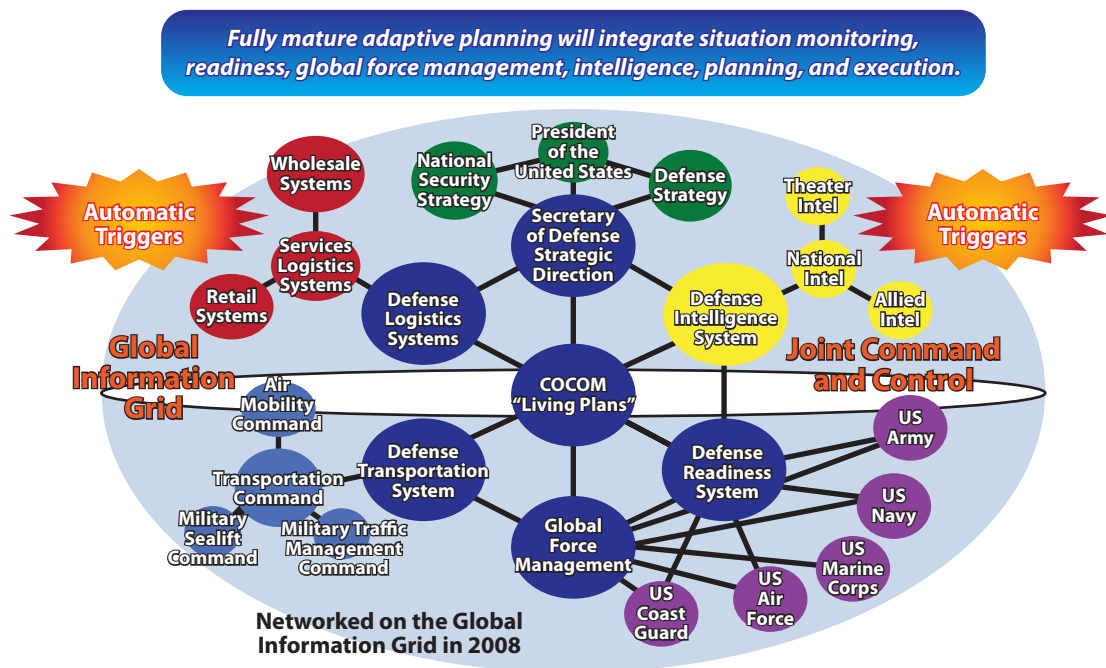 Fully mature adaptive planning will integrate situation monitoring,
readiness, global force management, intelligence, planning, and execution.
President
of the
United States
National
Security
Strategy
Defense
Strategy
Wholesale
Systems
Theater
Intel
Automatic
Triggers
Automatic
Triggers
Secretary
of Defense
Strategic
Direction
Services
Logistics
Systems
National
Intel
Retail
Systems
Defense
Logistics
Systems
Defense
Intelligence
System
Allied
Intel
Global
Information
Grid
Joint Command
and Control
COCOM
“Living Plans”
Air
Mobility
Command
US
Army
Defense
Transportation
System
Defense
Readiness
System
Transportation
Command
US
Navy
Military
Sealift
Command
Military Traffic
Management
Command
Global
Force
Management
US
Marine
Corps
US
Coast
Guard
US
Air
Force
Networked on the Global
Information Grid in 2008